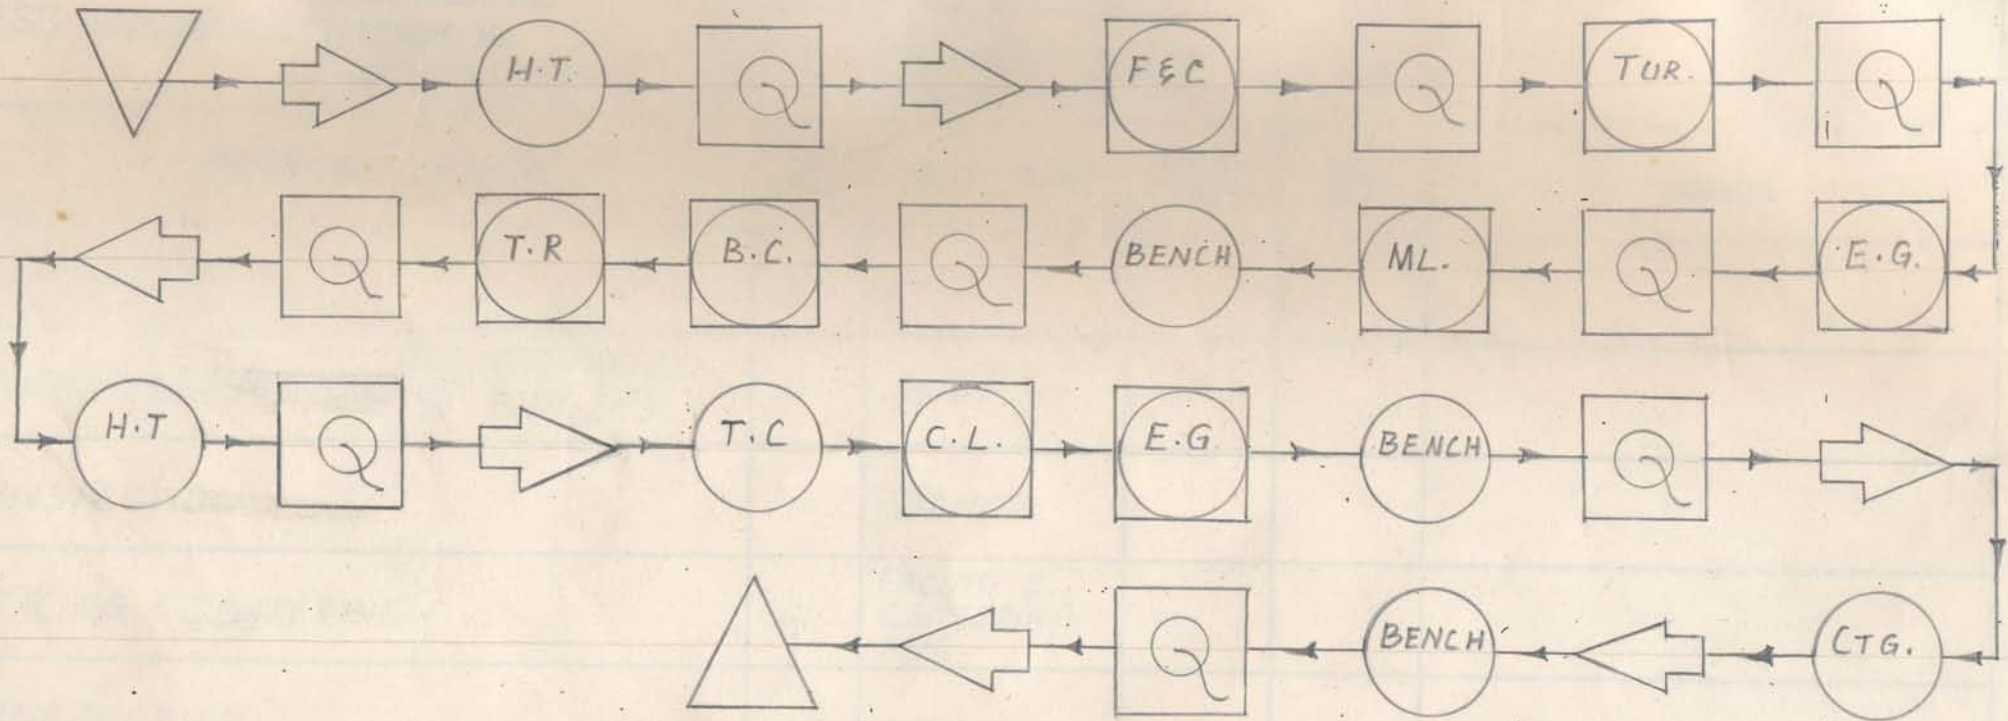 H.T. Q F & C Q TUR. Q
Q T.R B.C. Q BENCH ML. Q E.G.
H.T Q T.C C.L. E.G. BENCH Q
Q BENCH CTG.